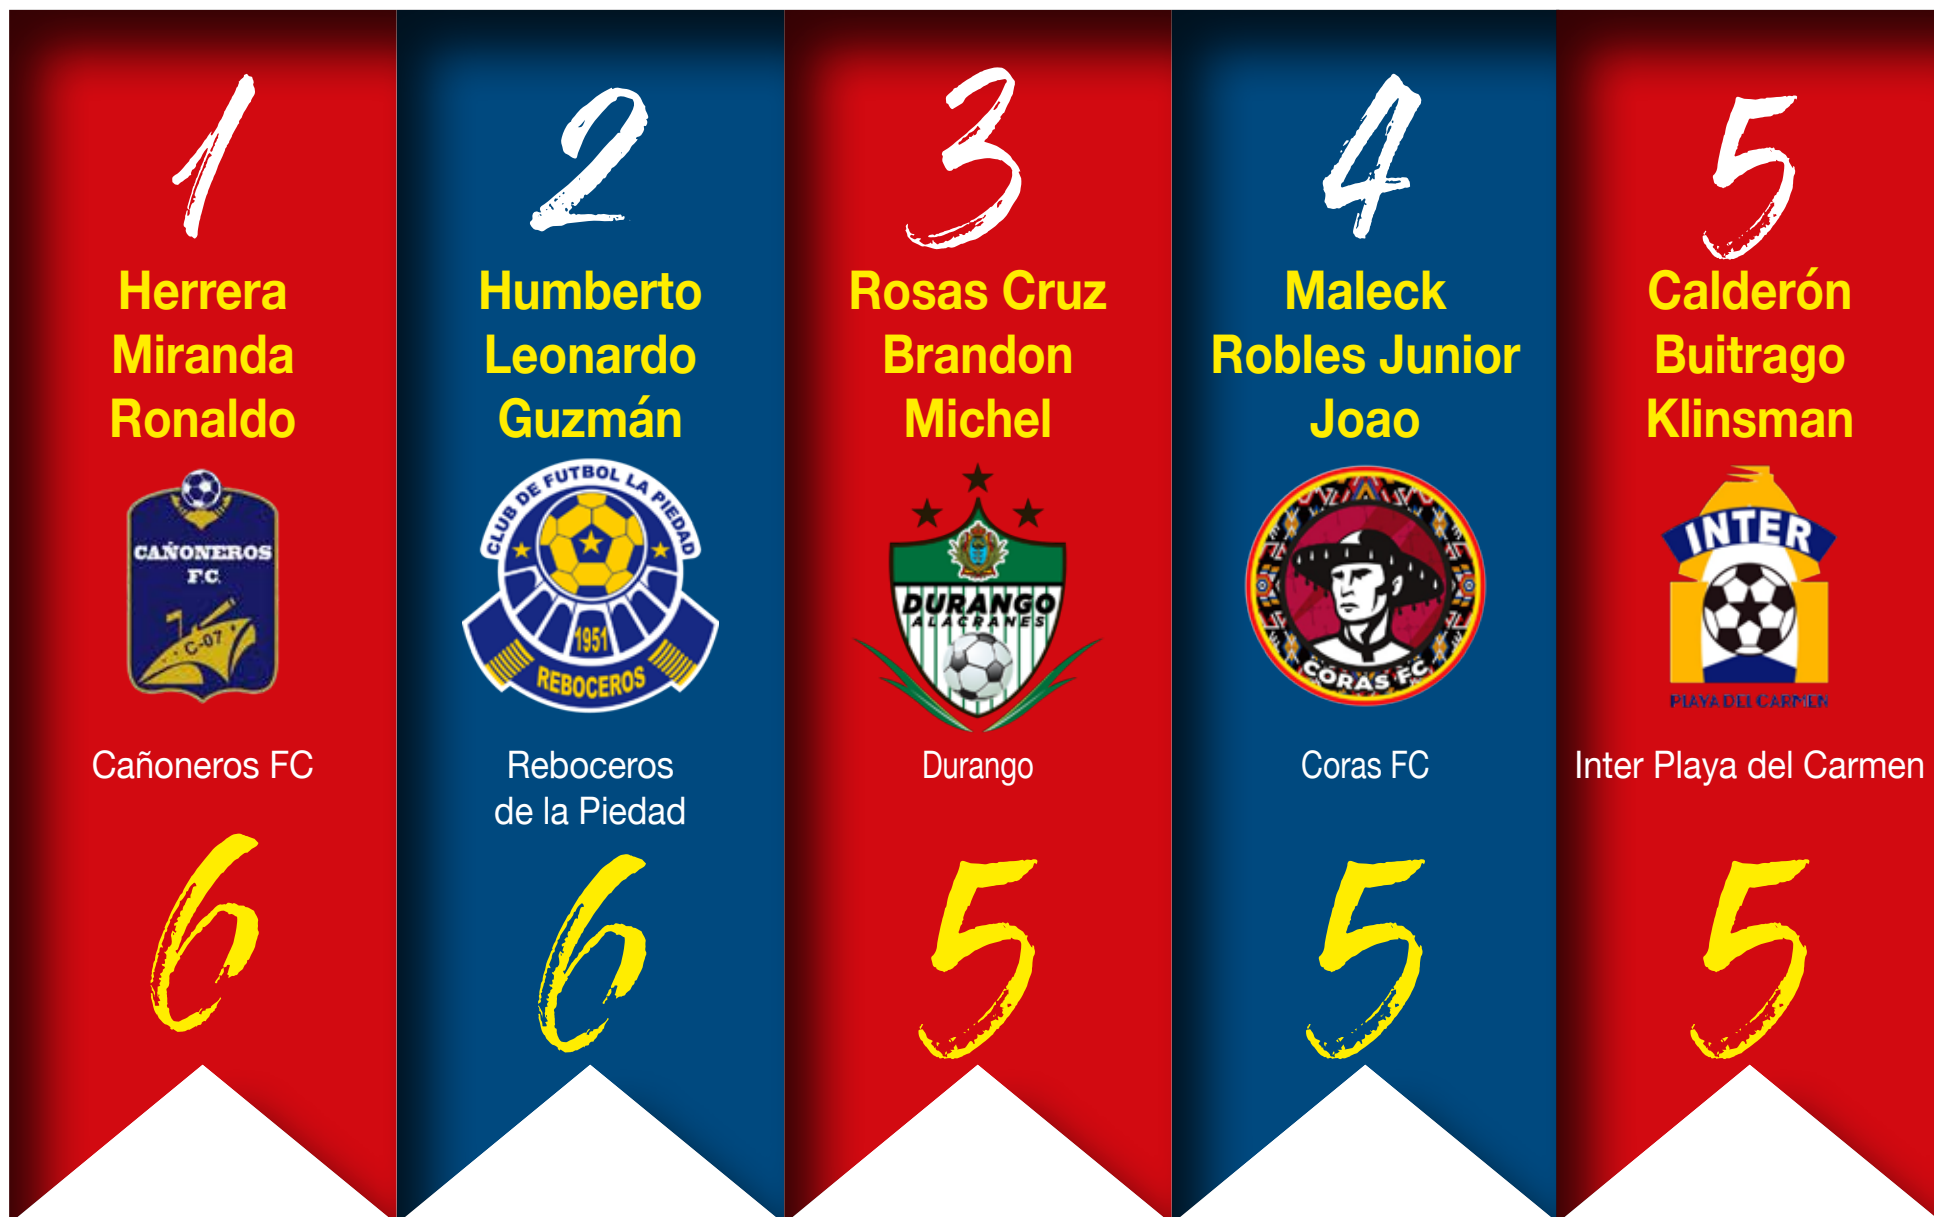 1
Herrera
Miranda
Ronaldo
CAÑONEROS
F.C.
C-07
Cañoneros FC
6
2
Humberto
Leonardo
Guzmán
CLUB DE FUTBOL LA PIEDAD
1951
REBOCEROS
Reboceros
de la Piedad
6
3
Rosas Cruz
Brandon
Michel
DURANGO
ALACRANES
Durango
5
4
Maleck
Robles Junior
Joao
CORAS FC
Coras FC
5
5
Calderón
Buitrago
Klinsman
INTER
PLAYA DEL CARMEN
Inter Playa del Carmen
5